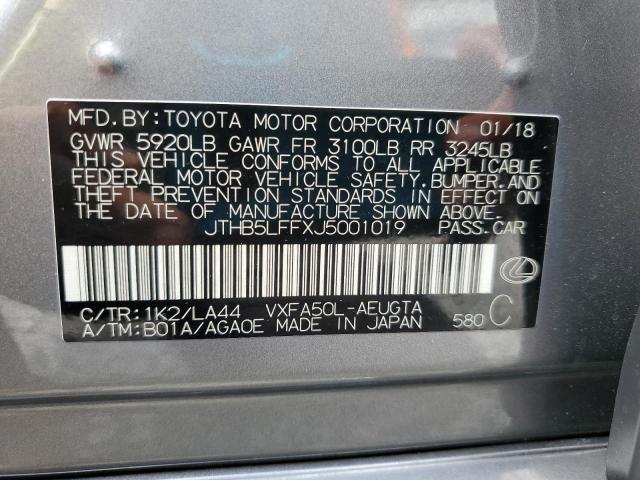 MFD.BY: TOYOTA MOTOR CORPORATION 01/18
GVWR 5920LB GAWR FR 3100LB RR 3245LB
THIS VEHICLE CONFORMS TO ALL APPLICABLE
FEDERAL MOTOR VEHICLE SAFETY,BUMPER,AND
THEFT PREVENTION STANDARDS IN EFFECT ON
THE DATE OF MANUFACTURE SHOWN ABOVE.
JTHB5LFFXJ5001019 PASS.CAR
C/TR:1K2/LA44 VXFA50L-AEUGTA
A/TM:B01A/AGA0E MADE IN JAPAN 580 C